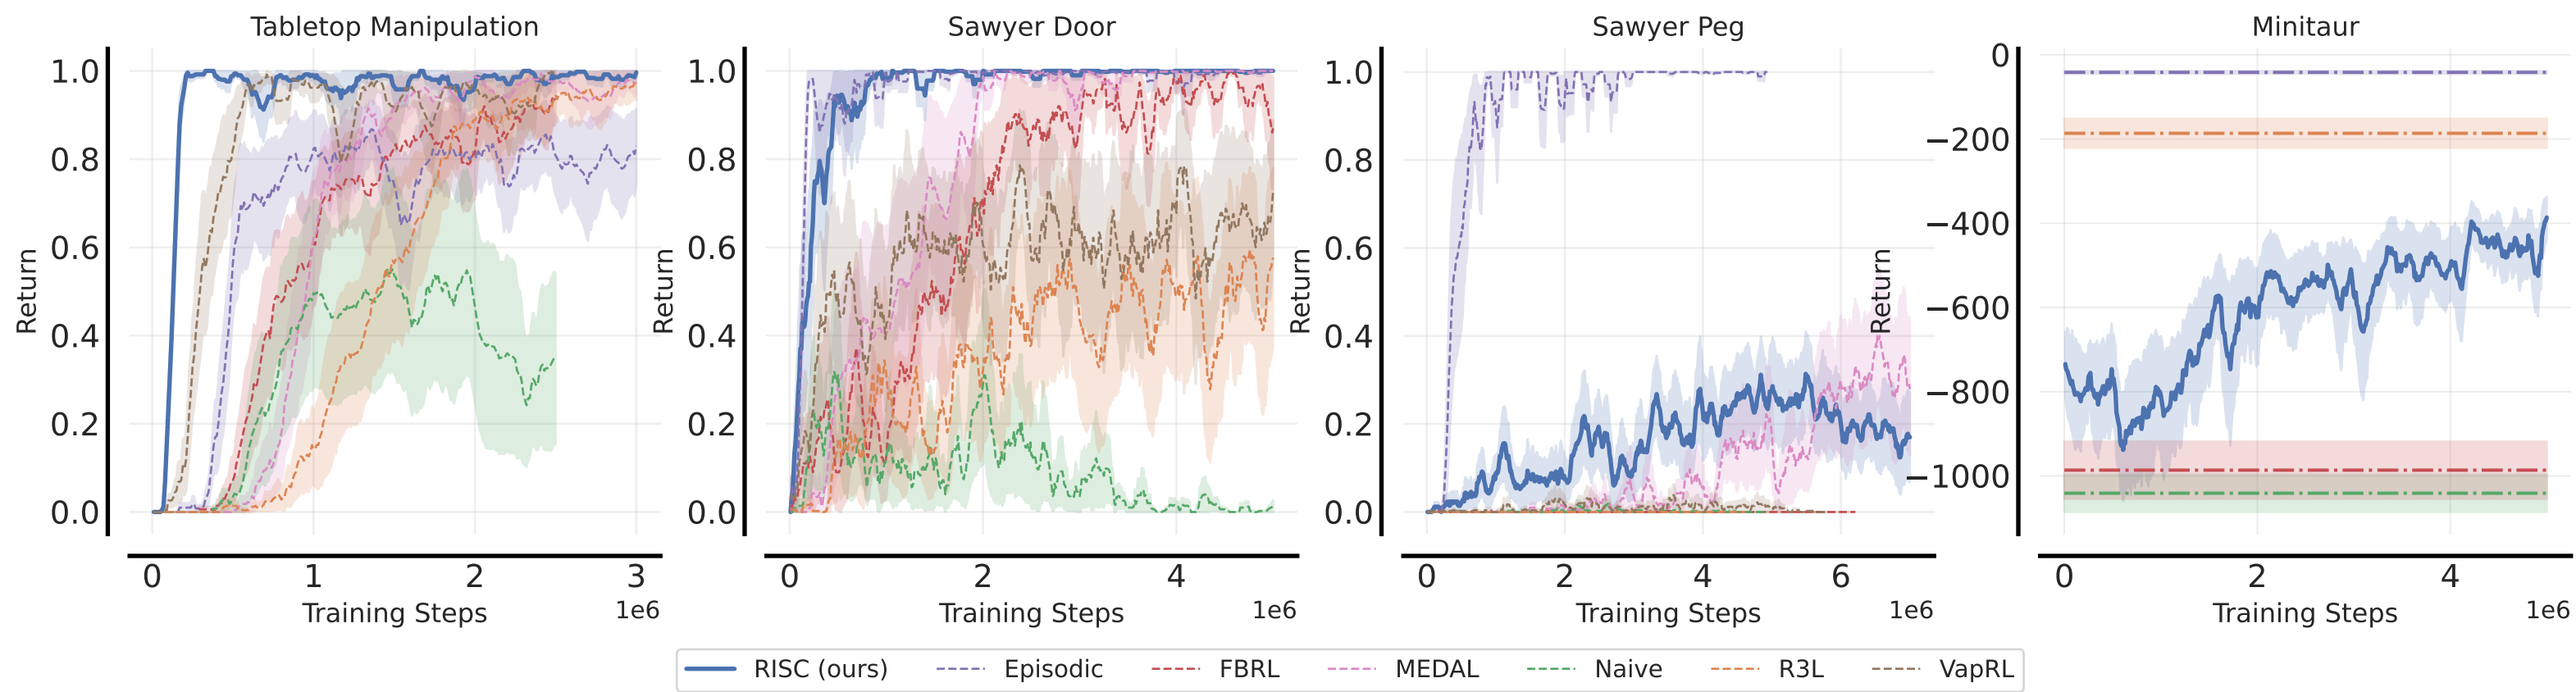 Tabletop Manipulation
Return
1.0
0.8
0.6
0.4
0.2
0.0
0 1 2 3
Training Steps
1e6
Sawyer Door
Return
1.0
0.8
0.6
0.4
0.2
0.0
0 2 4
Training Steps
1e6
Sawyer Peg
Return
1.0
0.8
0.6
0.4
0.2
0.0
0 2 4 6
Training Steps
1e6
Minitaur
Return
0
−200
−400
−600
−800
−1000
0 2 4
Training Steps
1e6
RISC (ours) Episodic FBRL MEDAL Naive R3L VapRL